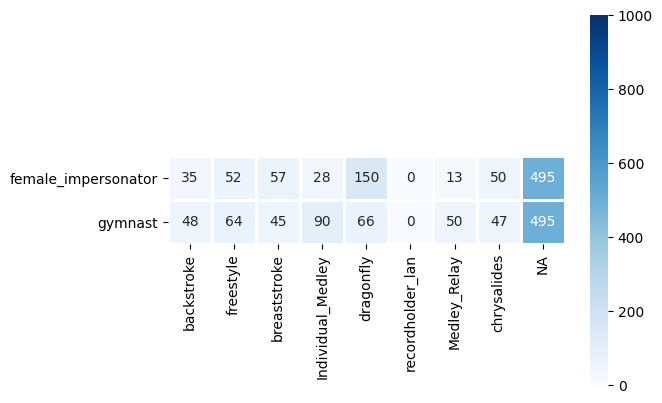 1000
800
600
400
200
0
female_impersonator 35 52 57 28 150 0 13 50 495
gymnast 48 64 45 90 66 0 50 47 495
backstroke
freestyle
breaststroke
Individual_Medley
dragonfly
recordholder_lan
Medley_Relay
chrysalides
NA